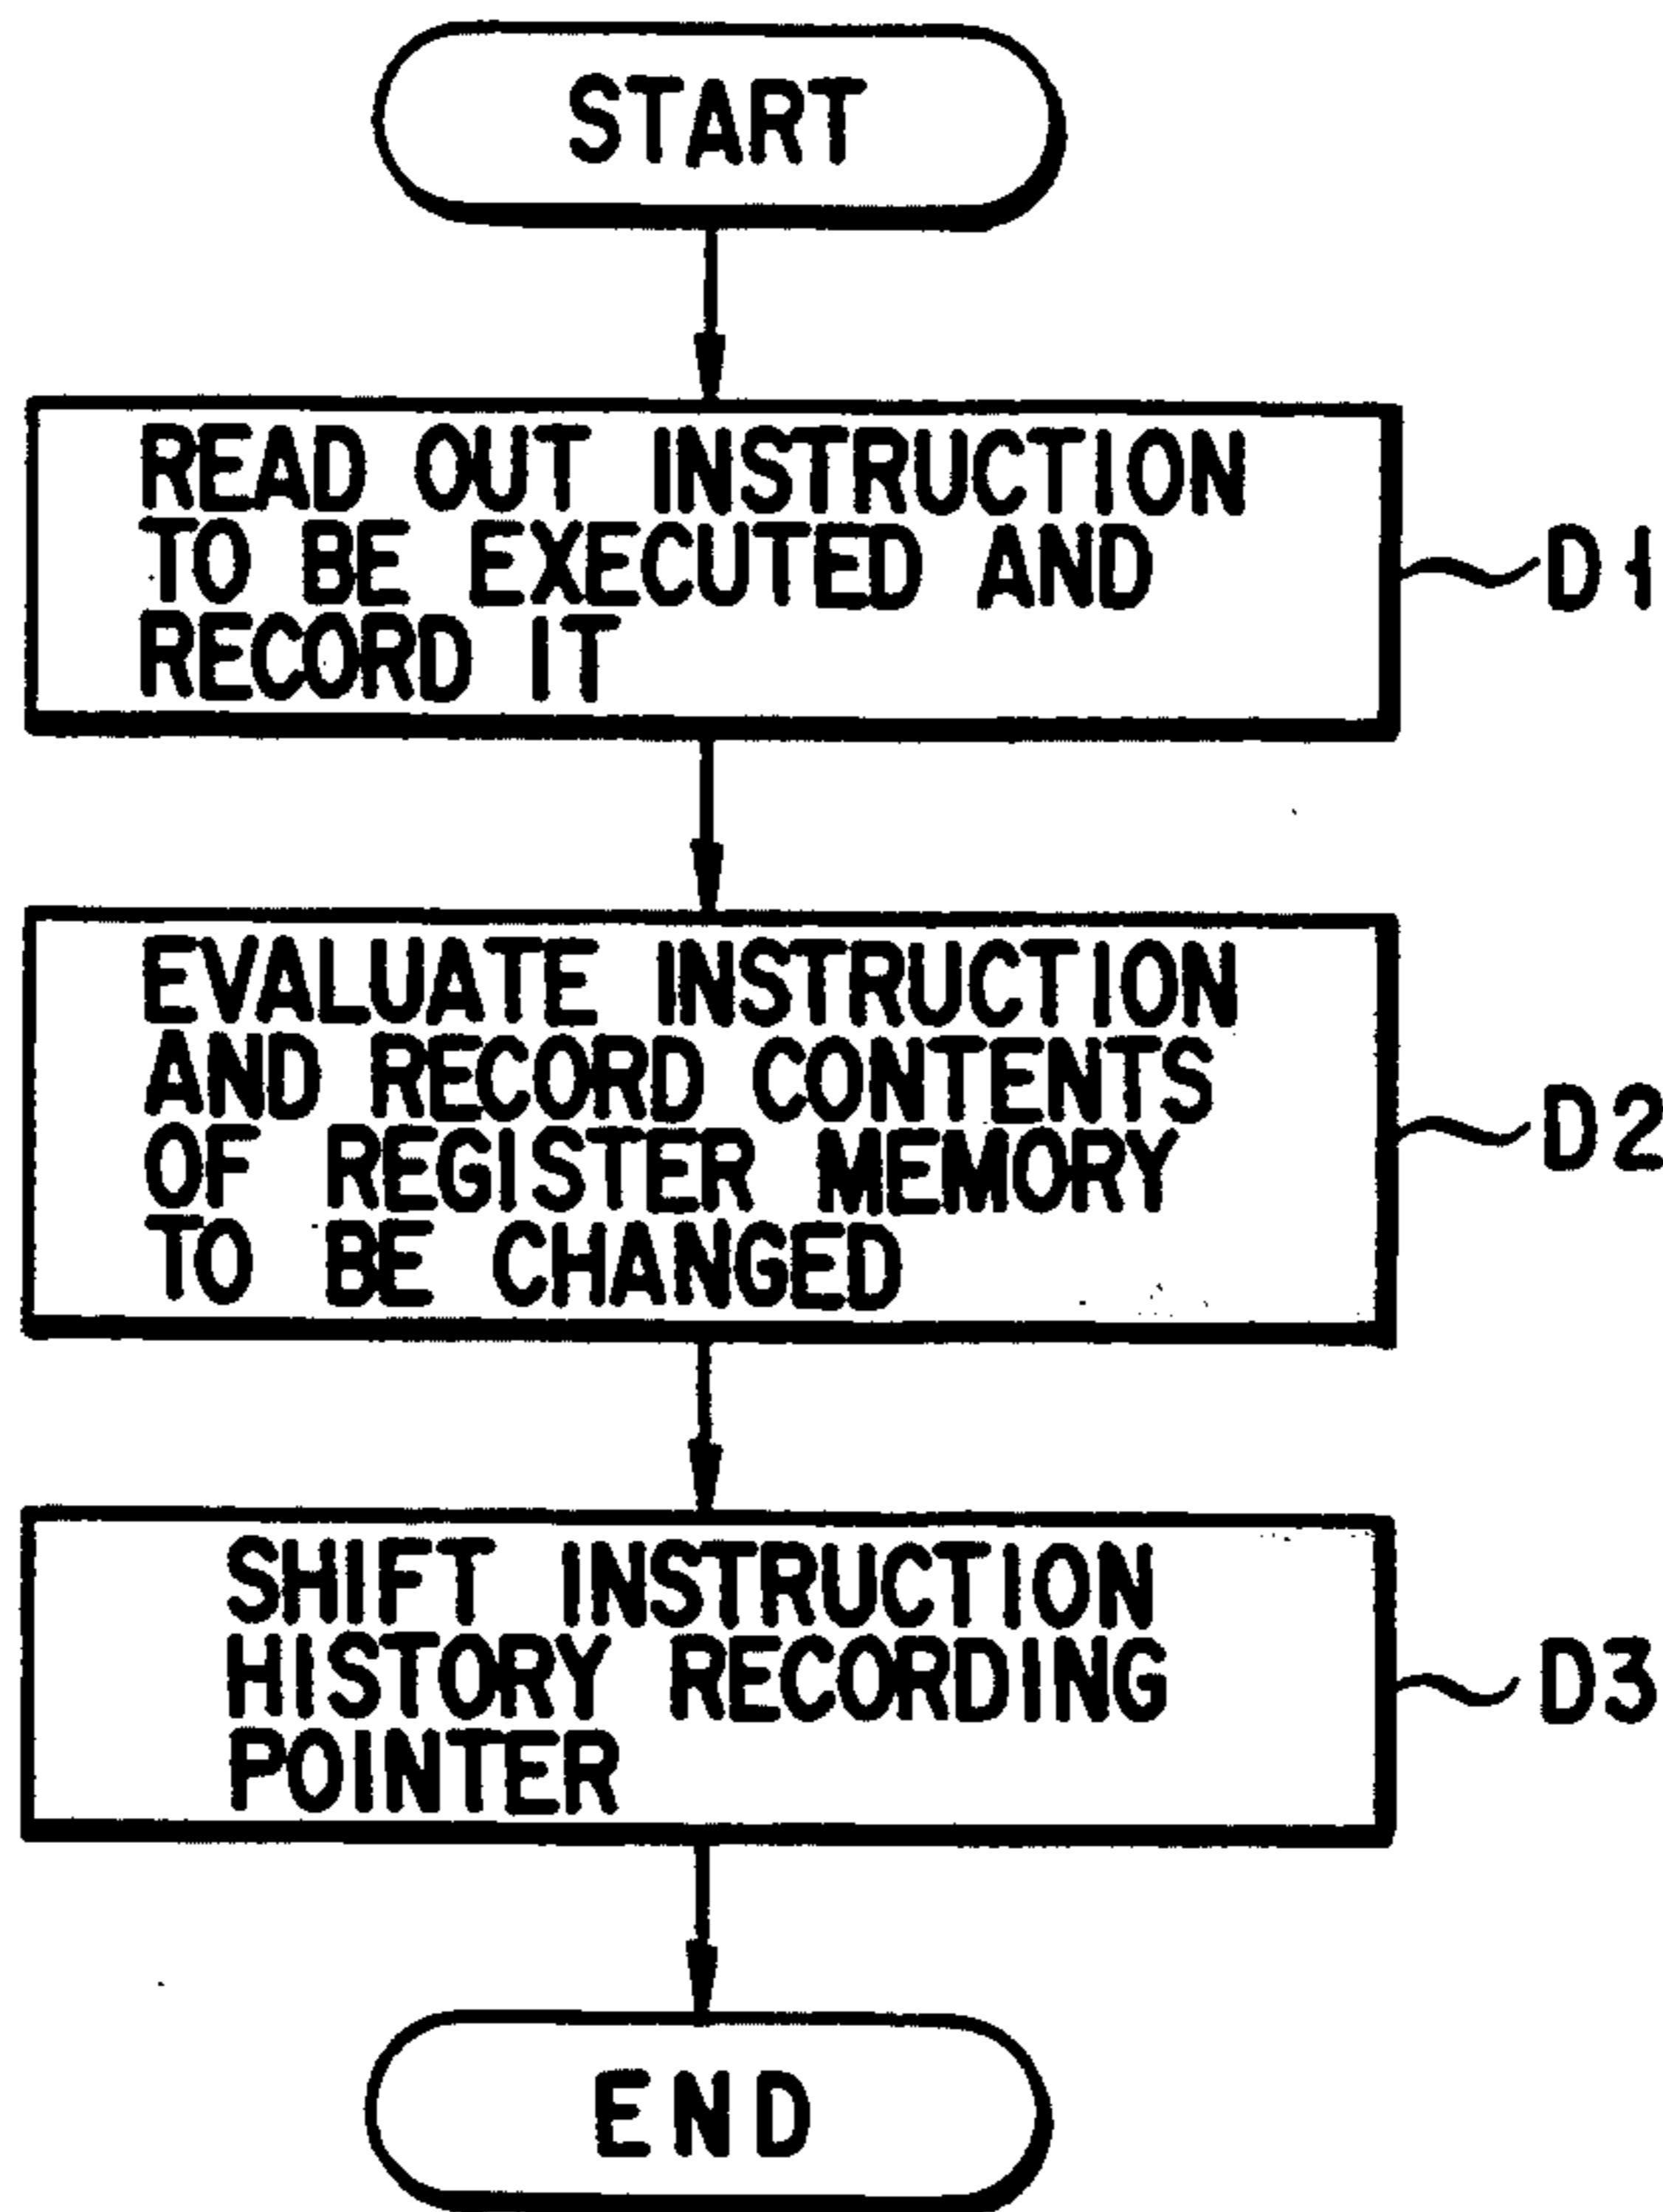 START
READ OUT INSTRUCTION
TO BE EXECUTED AND
RECORD IT
D1
EVALUATE INSTRUCTION
AND RECORD CONTENTS
OF REGISTER MEMORY
TO BE CHANGED
D2
SHIFT INSTRUCTION
HISTORY RECORDING
POINTER
D3
END